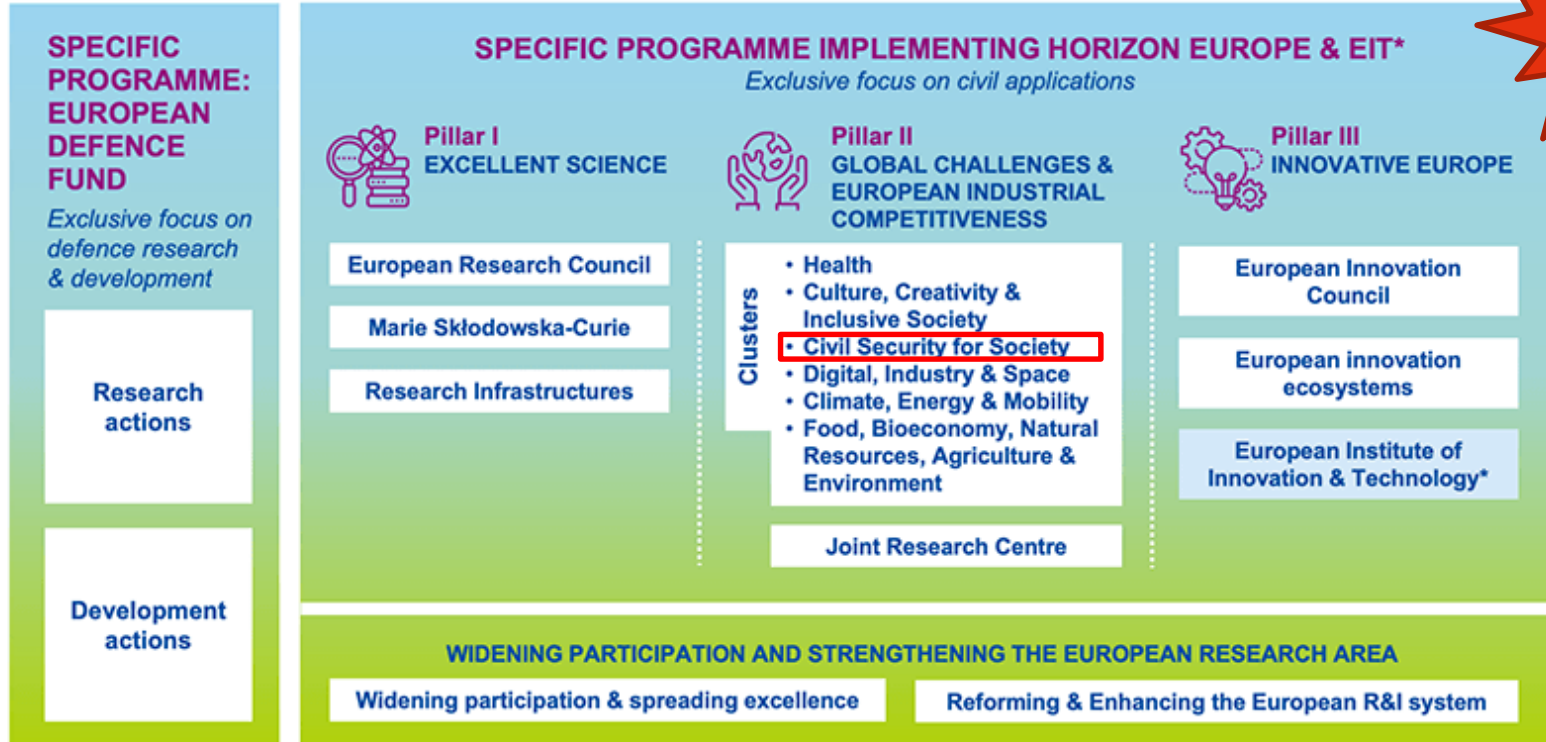 SPECIFIC
PROGRAMME:
EUROPEAN
DEFENCE
FUND
Exclusive focus on
defence research
& development
Research
actions
Development
actions
SPECIFIC PROGRAMME IMPLEMENTING HORIZON EUROPE & EIT*
Exclusive focus on civil applications
Pillar I
EXCELLENT SCIENCE
European Research Council
Marie Skłodowska-Curie
Research Infrastructures
Pillar II
GLOBAL CHALLENGES &
EUROPEAN INDUSTRIAL
COMPETITIVENESS
Clusters
• Health
• Culture, Creativity &
Inclusive Society
• Civil Security for Society
• Digital, Industry & Space
• Climate, Energy & Mobility
• Food, Bioeconomy, Natural
Resources, Agriculture &
Environment
Joint Research Centre
Pillar III
INNOVATIVE EUROPE
European Innovation
Council
European innovation
ecosystems
European Institute of
Innovation & Technology*
WIDENING PARTICIPATION AND STRENGTHENING THE EUROPEAN RESEARCH AREA
Widening participation & spreading excellence
Reforming & Enhancing the European R&I system